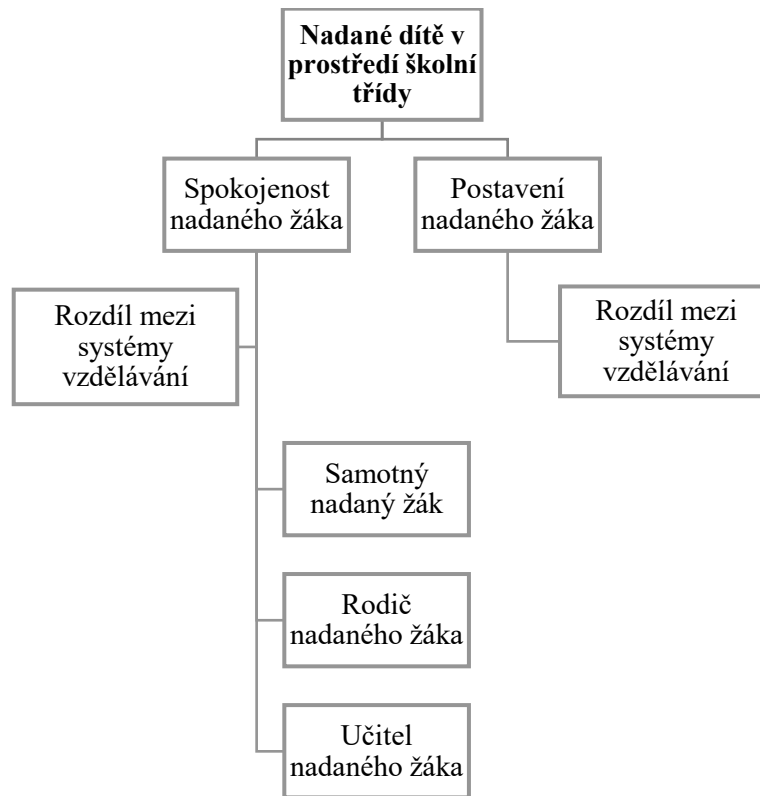 Nadané dítě v
prostředí školní
třídy
Spokojenost
nadaného žáka
Postavení
nadaného žáka
Rozdíl mezi
systémy
vzdělávání
Rozdíl mezi
systémy
vzdělávání
Samotný
nadaný žák
Rodič
nadaného žáka
Učitel
nadaného žáka